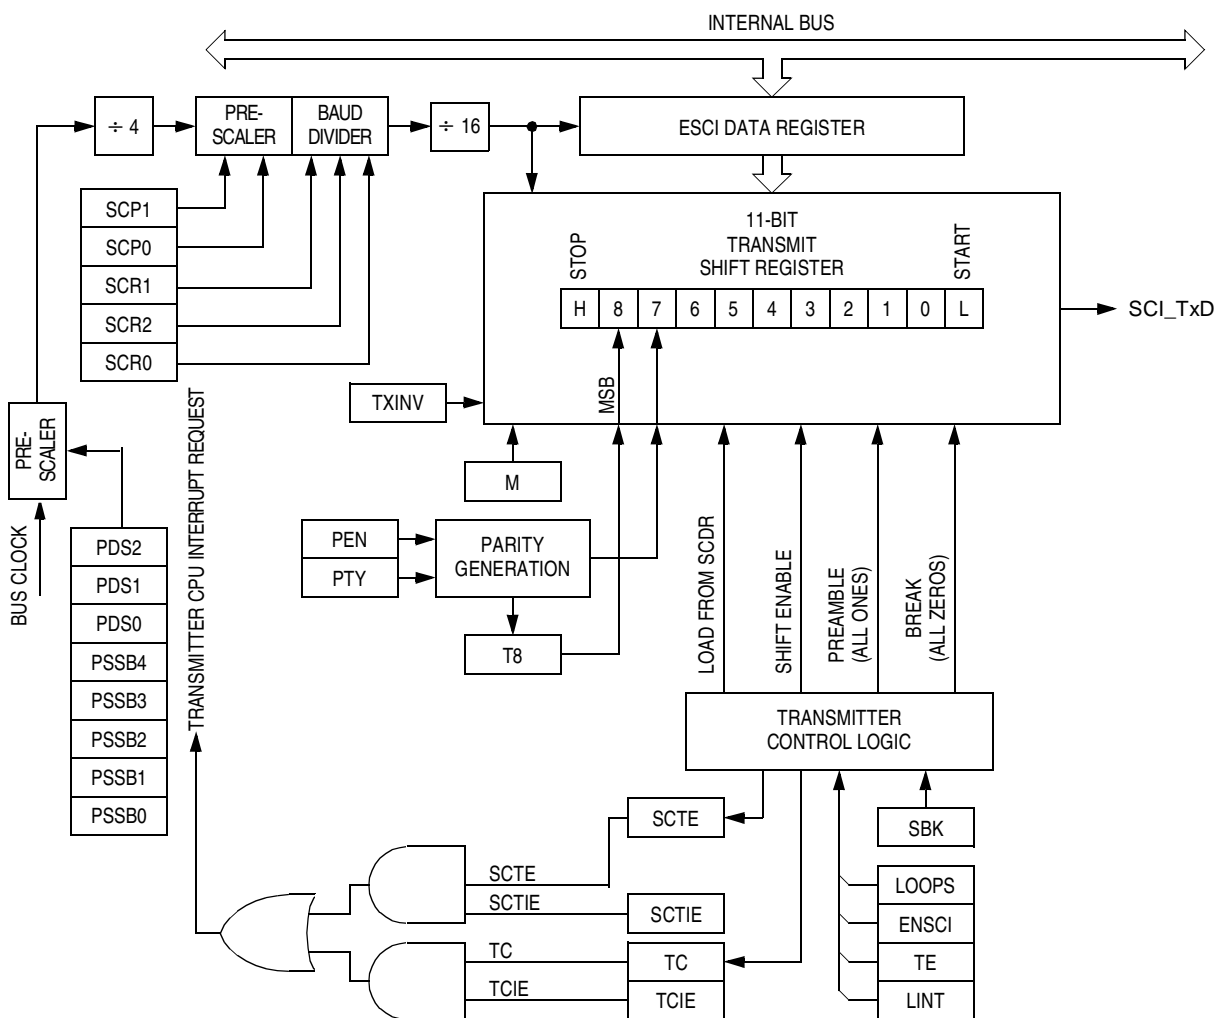 INTERNAL BUS
÷ 4
PRE-
SCALER
BAUD
DIVIDER
÷ 16
ESCI DATA REGISTER
SCP1
SCP0
SCR1
SCR2
SCR0
11-BIT
TRANSMIT
SHIFT REGISTER
STOP
START
H 8 7 6 5 4 3 2 1 0 L
SCI_TxD
MSB
TXINV
M
PRE-
SCALER
BUS CLOCK
TRANSMITTER CPU INTERRUPT REQUEST
PDS2
PDS1
PDS0
PSSB4
PSSB3
PSSB2
PSSB1
PSSB0
PEN
PTY
PARITY
GENERATION
T8
LOAD FROM SCDR
SHIFT ENABLE
PREAMBLE
(ALL ONES)
BREAK
(ALL ZEROS)
TRANSMITTER
CONTROL LOGIC
SCTE
SBK
SCTE
SCTIE
SCTIE
TC
TC
TCIE
TCIE
LOOPS
ENSCI
TE
LINT